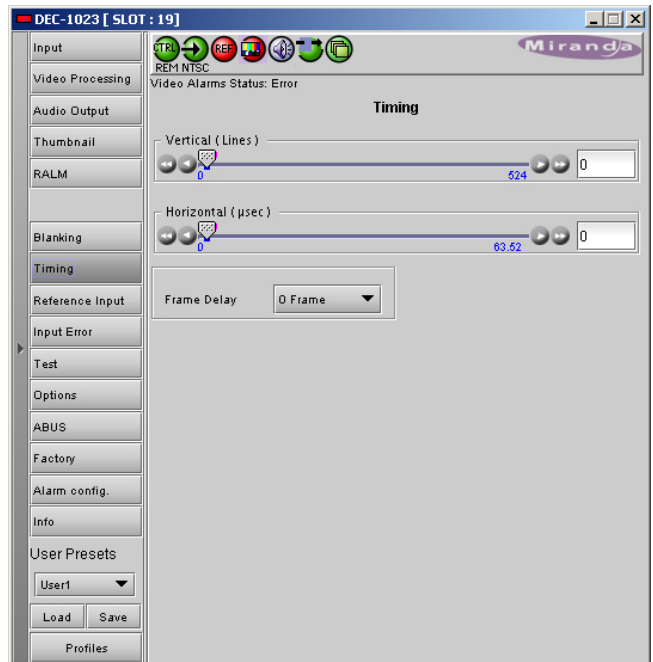 DEC-1023 [ SLOT : 19]
Input
Video Processing
Audio Output
Thumbnail
RALM
Blanking
Timing
Reference Input
Input Error
Test
Options
ABUS
Factory
Alarm config.
Info
User Presets
User1
Load Save
Profiles
CTRL REF
REM NTSC
Miranda
Video Alarms Status: Error
Timing
Vertical ( Lines )
0 524 0
Horizontal ( µsec )
0 63.52 0
Frame Delay 0 Frame